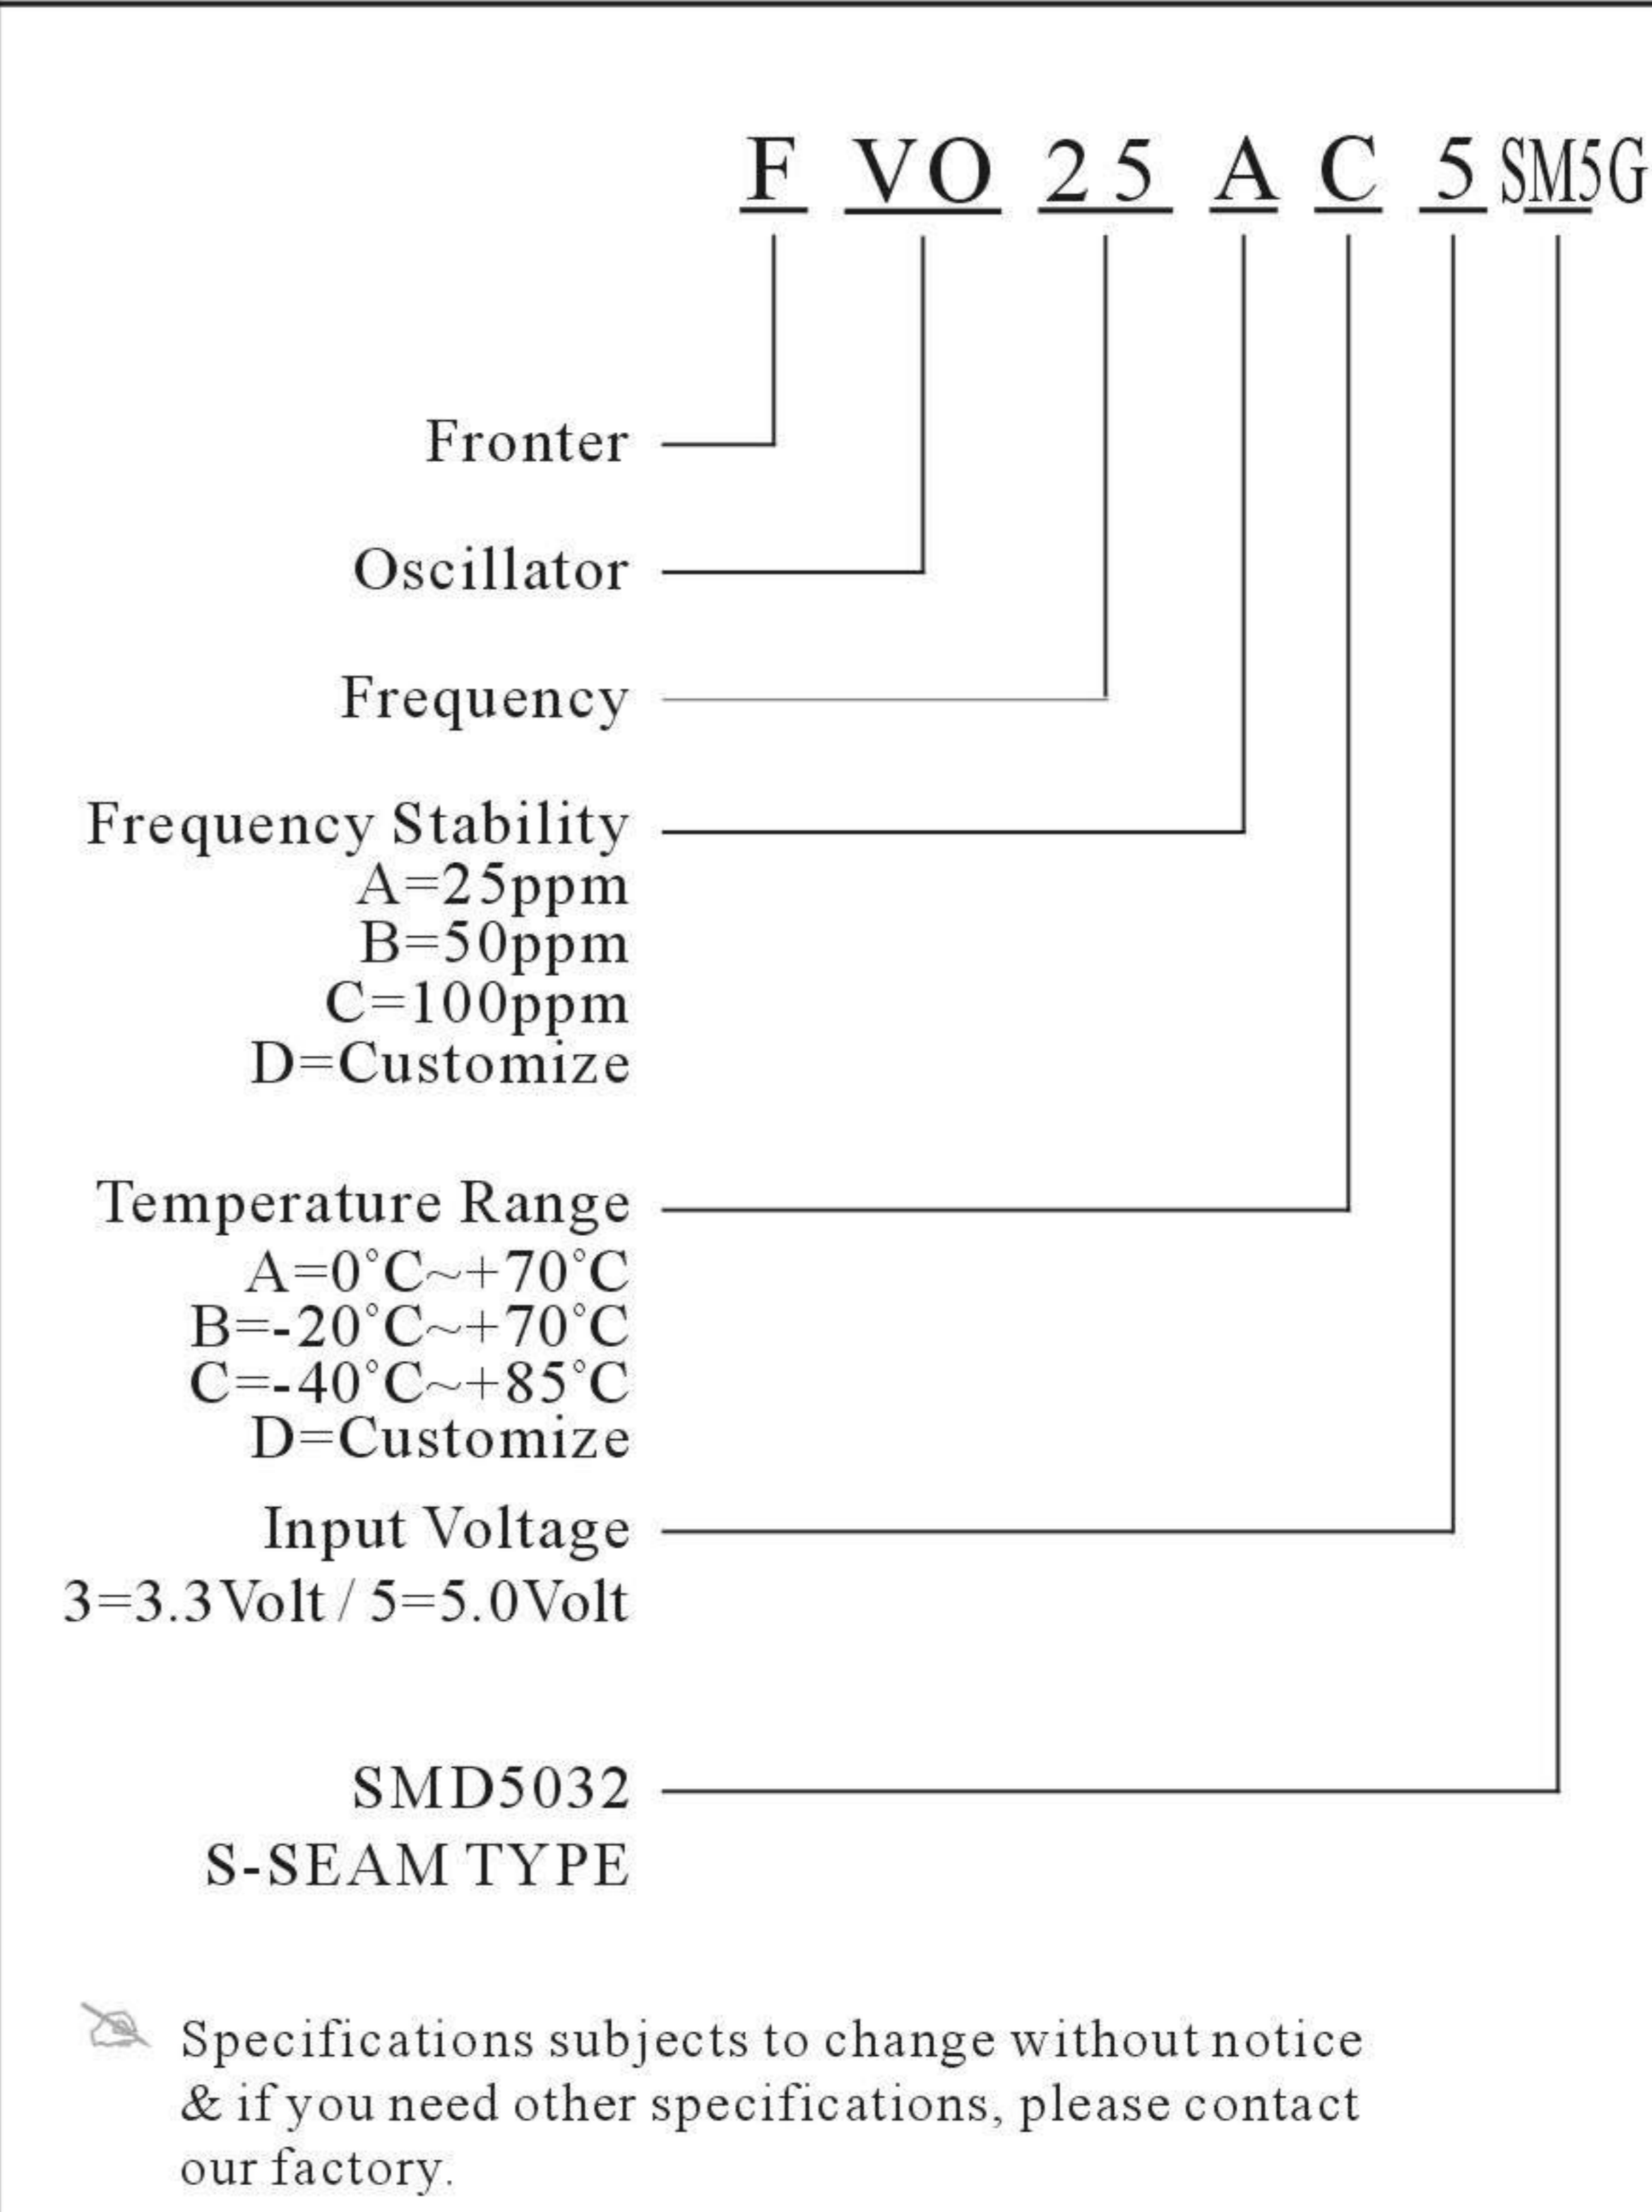 F VO 25 A C 5 SM5G
Fronter
Oscillator
Frequency
Frequency Stability
A=25ppm
B=50ppm
C=100ppm
D=Customize
Temperature Range
A=0°C~+70°C
B=-20°C~+70°C
C=-40°C~+85°C
D=Customize
Input Voltage
3=3.3Volt / 5=5.0Volt
SMD5032
S-SEAM TYPE
Specifications subjects to change without notice
& if you need other specifications, please contact
our factory.